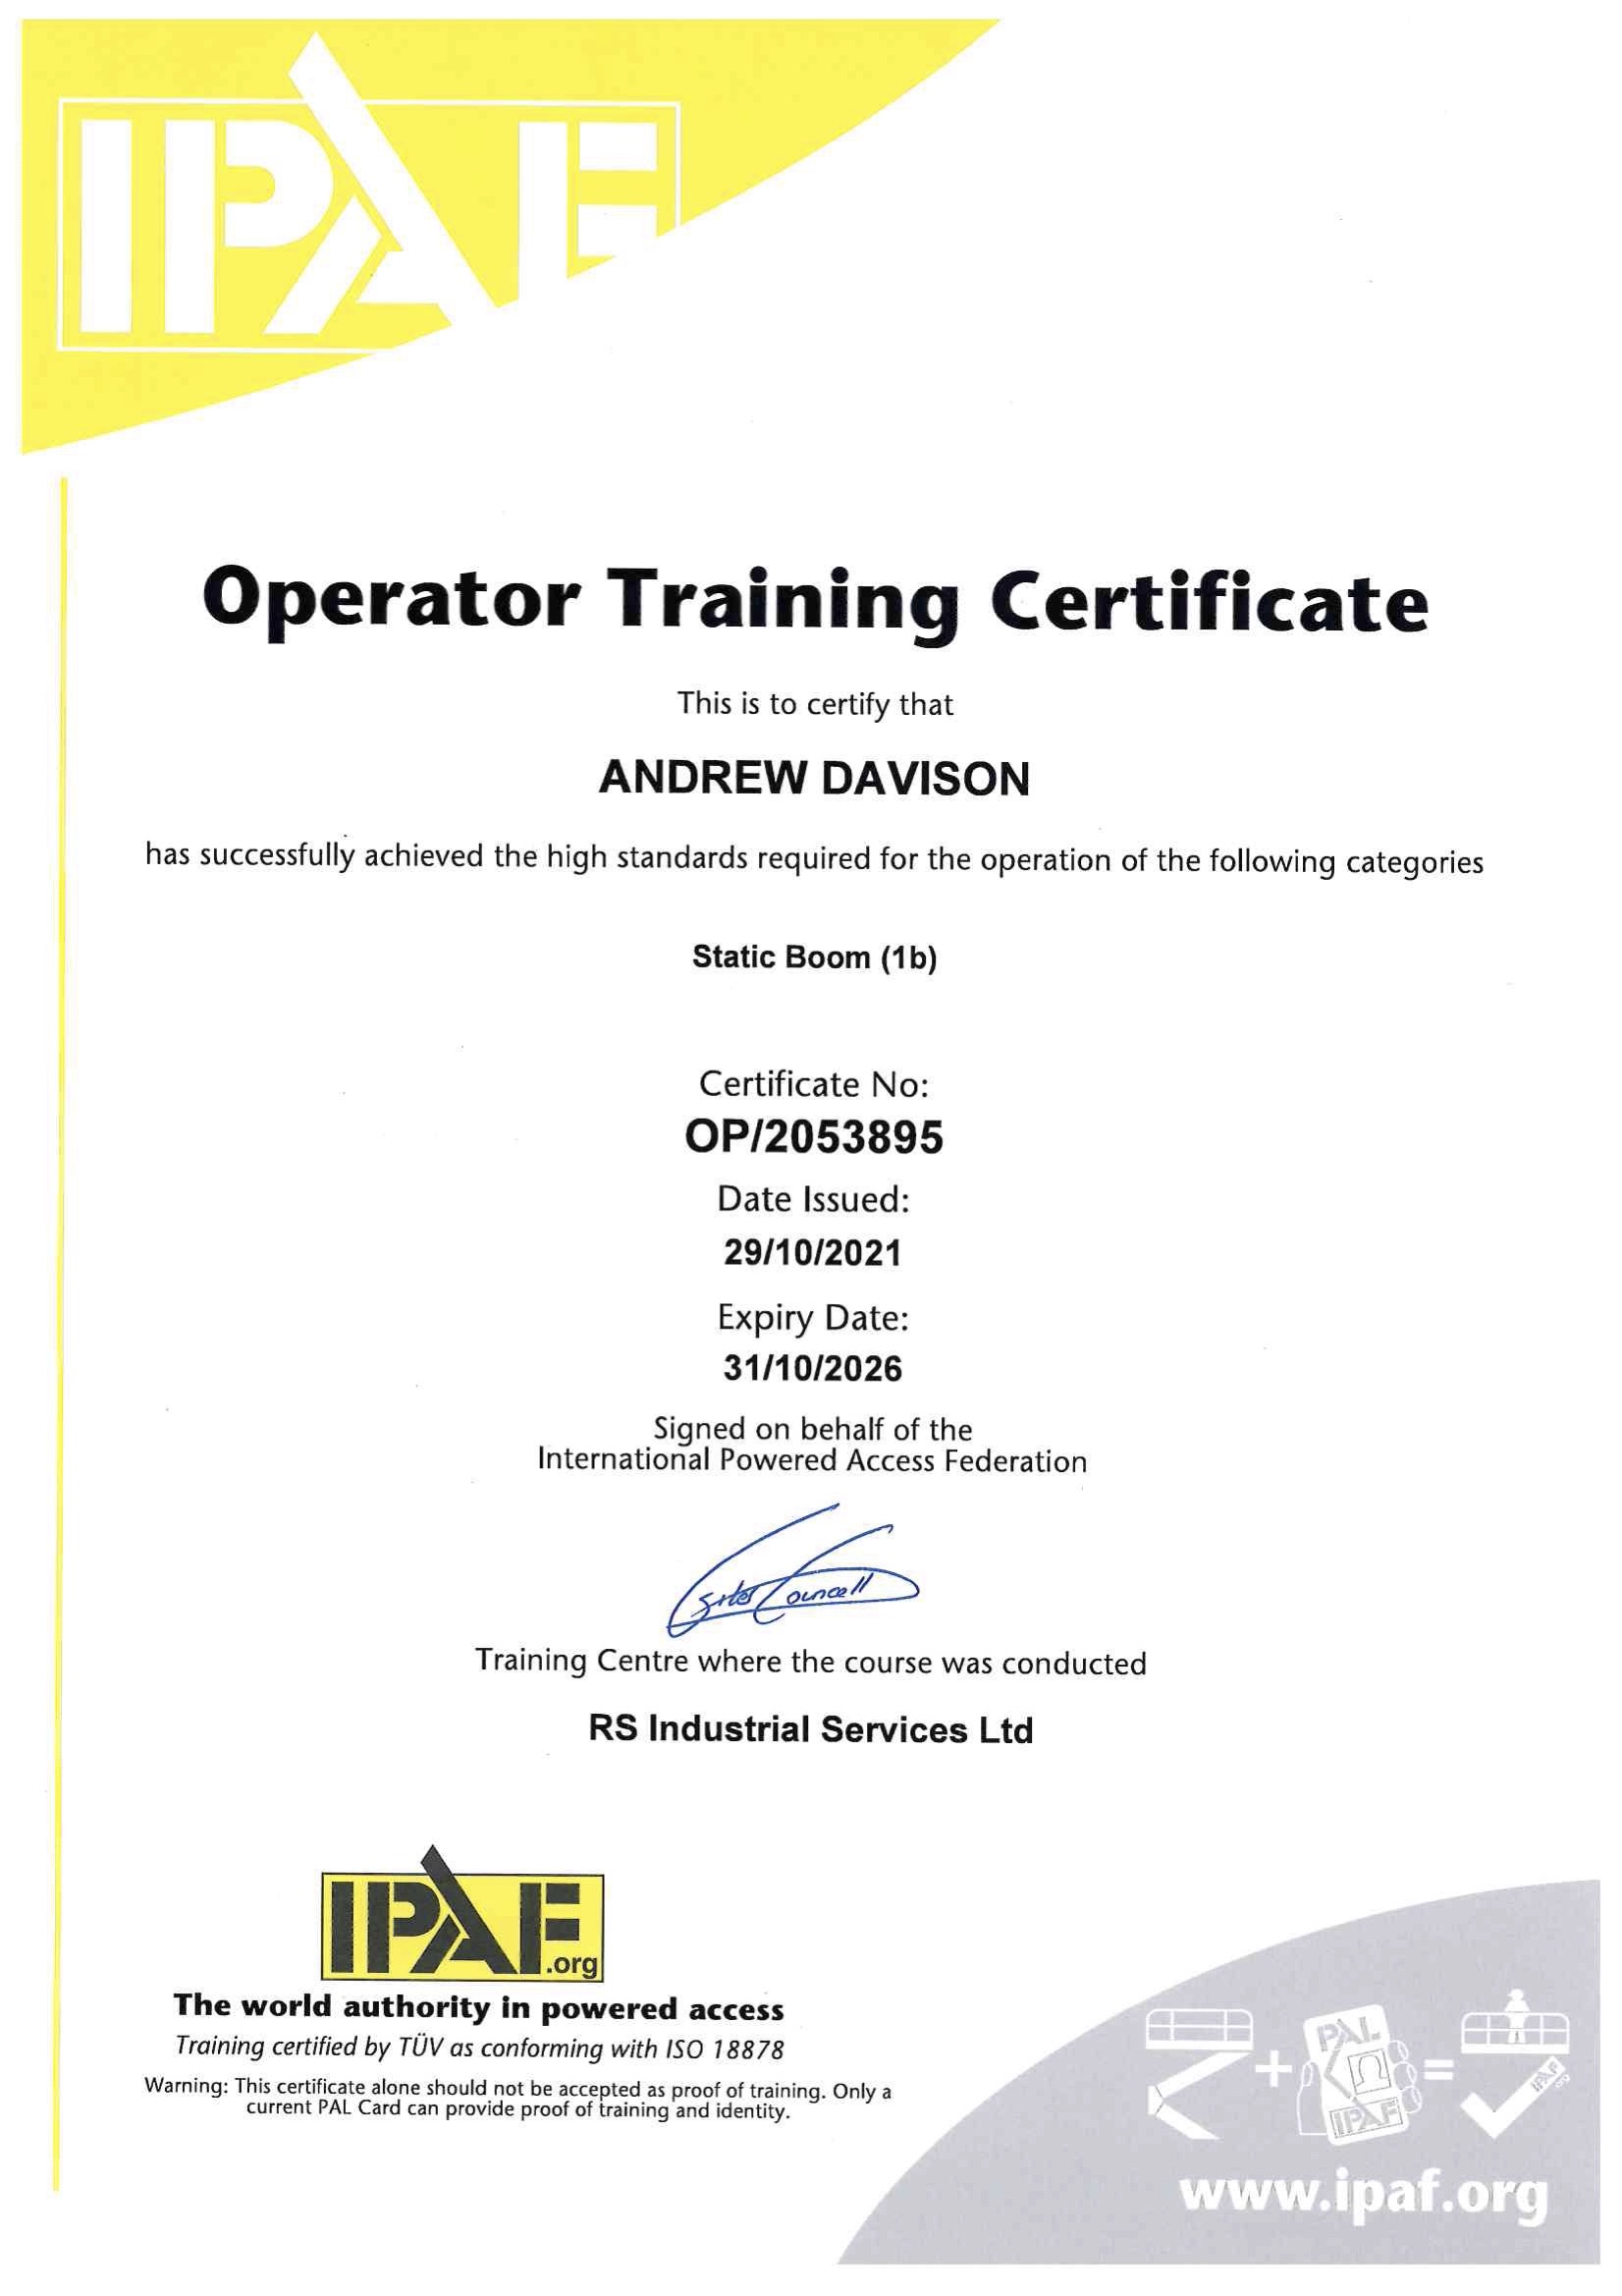 IPAF
Operator Training Certificate
This is to certify that
ANDREW DAVISON
has successfully achieved the high standards required for the operation of the following categories
Static Boom (1b)
Certificate No:
OP/2053895
Date Issued:
29/10/2021
Expiry Date:
31/10/2026
Signed on behalf of the
International Powered Access Federation
Giles Councell
Training Centre where the course was conducted
RS Industrial Services Ltd
IPAF
.org
The world authority in powered access
Training certified by TÜV as conforming with ISO 18878
Warning: This certificate alone should not be accepted as proof of training. Only a
current PAL Card can provide proof of training and identity.
PAL
+ =
IPAF
IPAF
www.ipaf.org